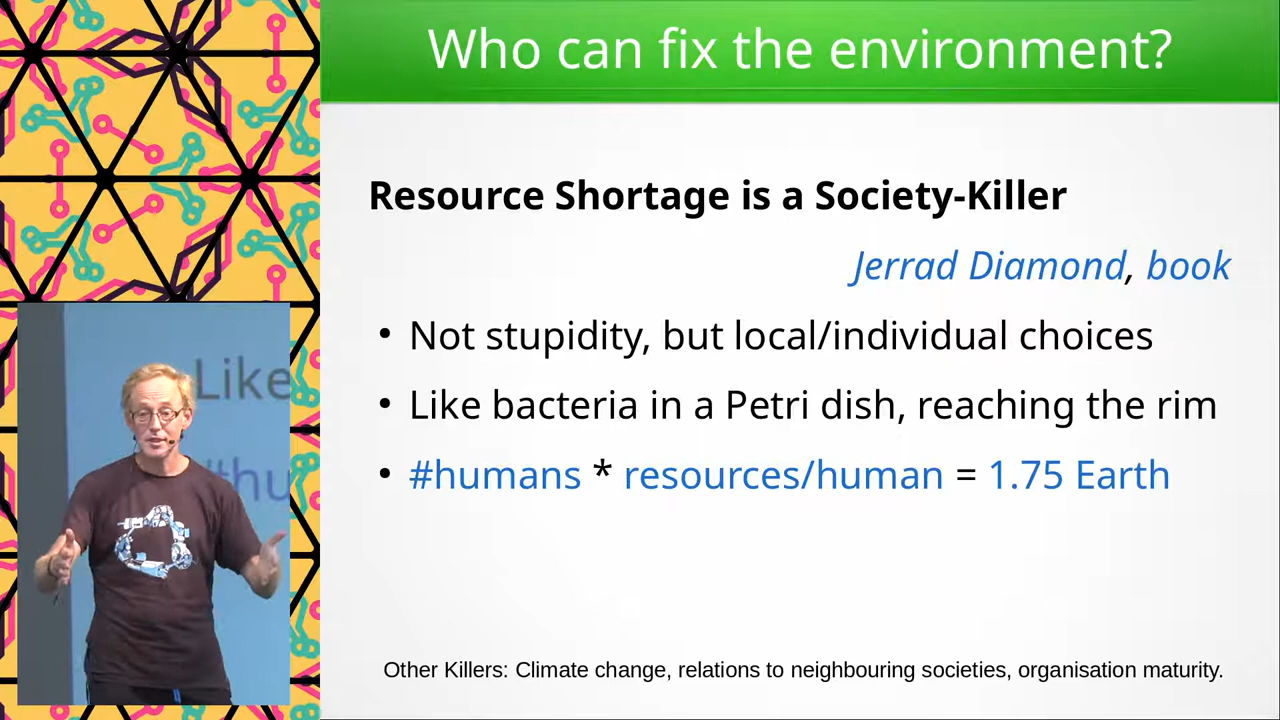 Who can fix the environment?
Resource Shortage is a Society-Killer
Jerrad Diamond, book
• Not stupidity, but local/individual choices
• Like bacteria in a Petri dish, reaching the rim
• #humans * resources/human = 1.75 Earth
Other Killers: Climate change, relations to neighbouring societies, organisation maturity.
Like
#hu